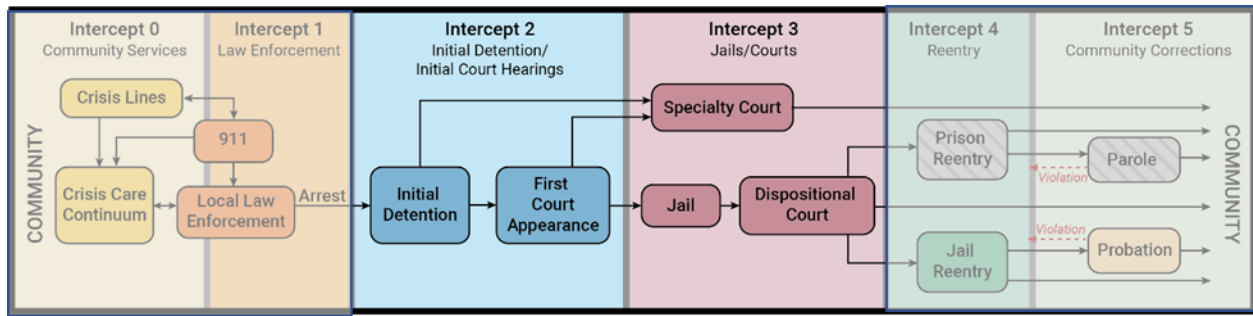 Intercept 0
Community Services
Intercept 1
Law Enforcement
Intercept 2
Initial Detention/
Initial Court Hearings
Intercept 3
Jails/Courts
Intercept 4
Reentry
Intercept 5
Community Corrections
COMMUNITY
Crisis Lines
911
Crisis Care
Continuum
Local Law
Enforcement
Arrest
Initial
Detention
First
Court
Appearance
Specialty Court
Jail
Dispositional
Court
Prison
Reentry
Parole
Violation
Jail
Reentry
Violation
Probation
COMMUNITY